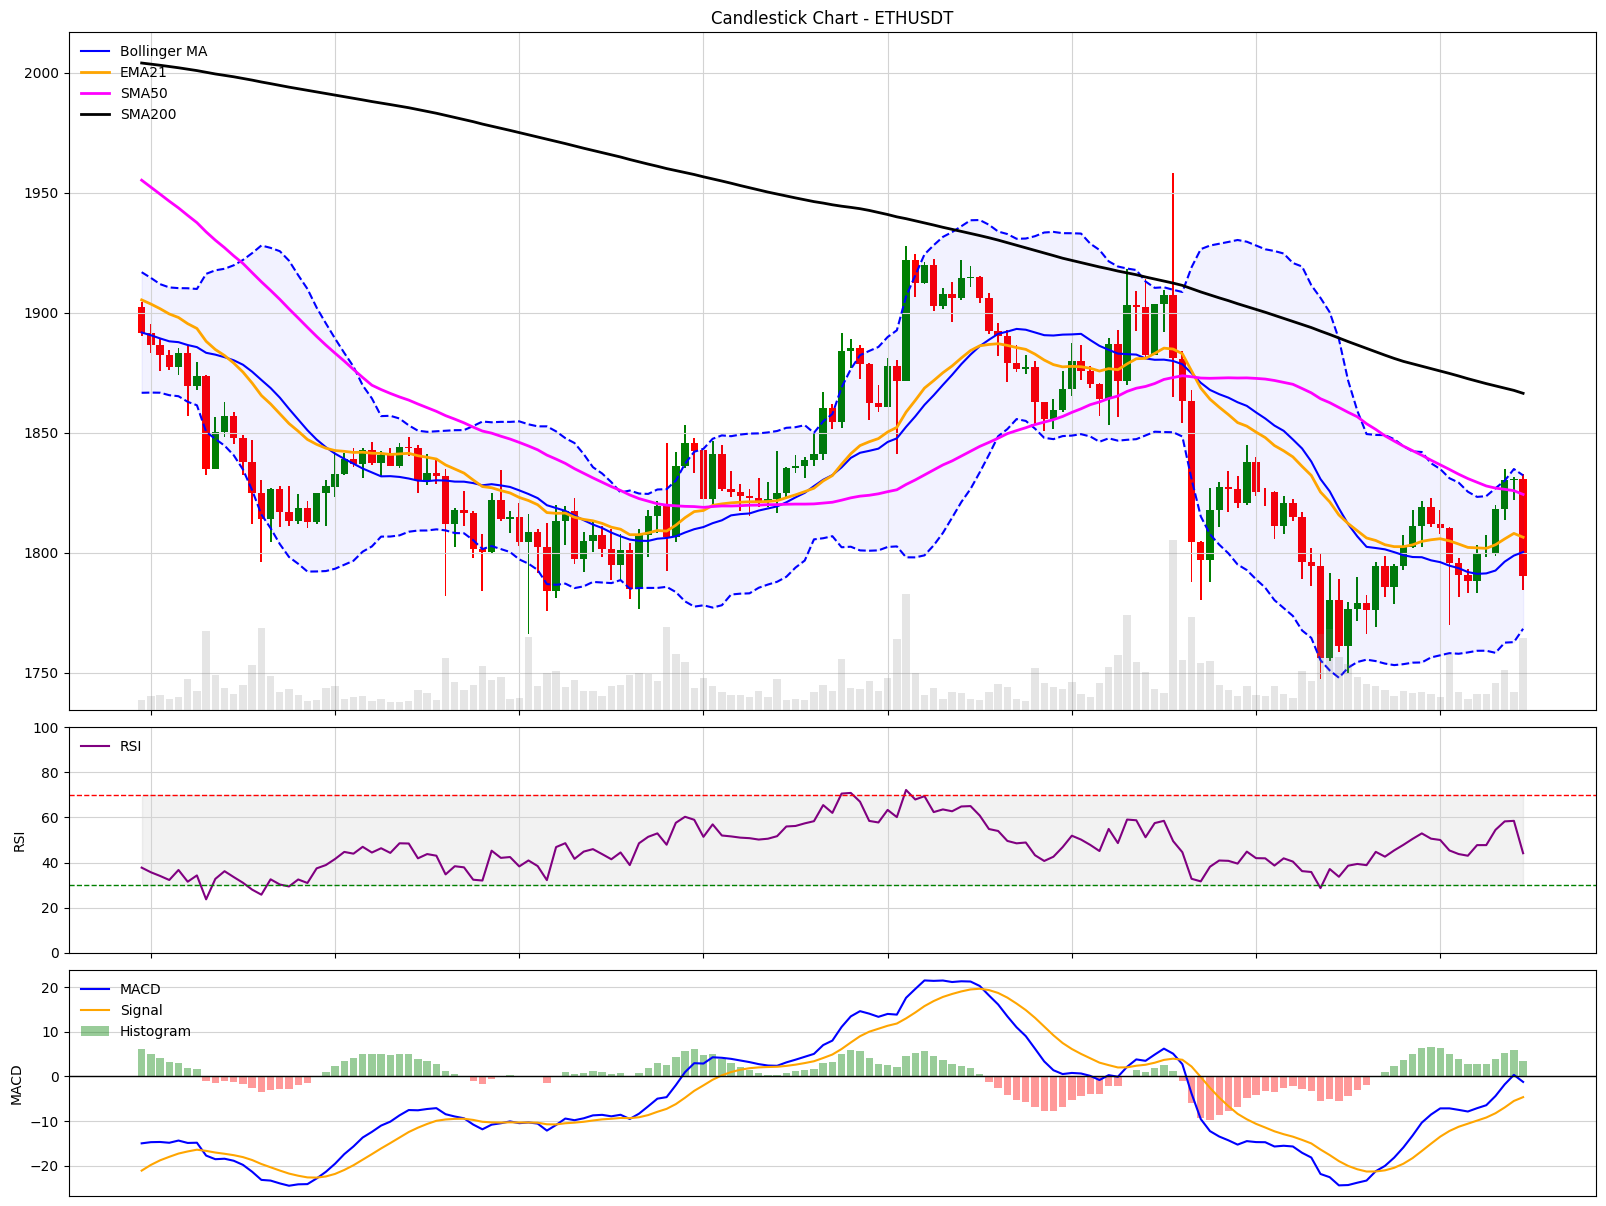 Candlestick Chart - ETHUSDT
Bollinger MA
EMA21
SMA50
SMA200
2000
1950
1900
1850
1800
1750
RSI
100
80
60
40
20
0
RSI
MACD
Signal
Histogram
20
10
0
−10
−20
MACD